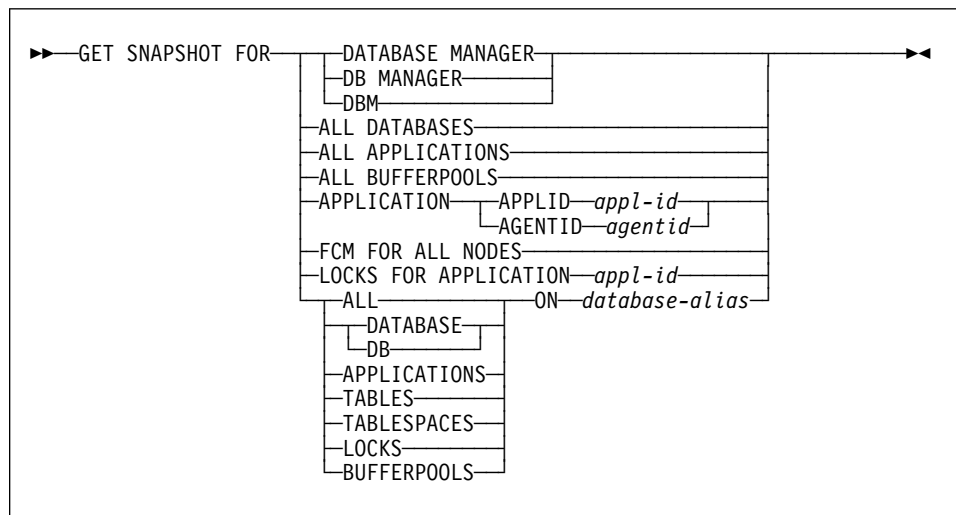 GET SNAPSHOT FOR DATABASE MANAGER
DB MANAGER
DBM
ALL DATABASES
ALL APPLICATIONS
ALL BUFFERPOOLS
APPLICATION APPLID appl-id
AGENTID agentid
FCM FOR ALL NODES
LOCKS FOR APPLICATION appl-id
ALL ON database-alias
DATABASE
DB
APPLICATIONS
TABLES
TABLESPACES
LOCKS
BUFFERPOOLS